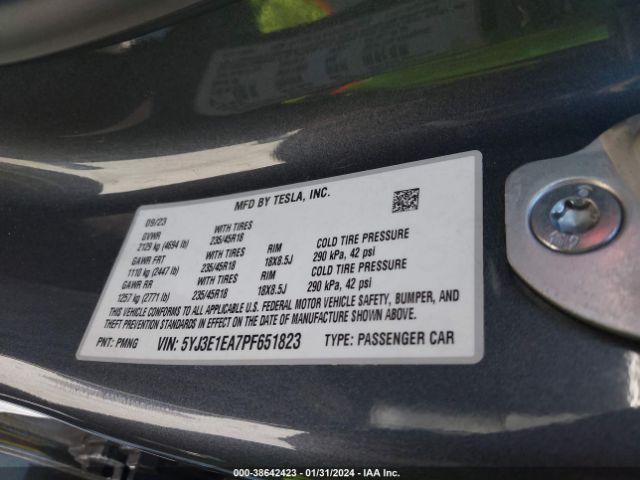 MFD BY TESLA, INC.
09/23
GVWR WITH TIRES
2129 kg (4694 lb) 235/45R18 RIM COLD TIRE PRESSURE
GAWR FRT WITH TIRES 18X8.5J 290 kPa, 42 psi
1110 kg (2447 lb) 235/45R18 RIM COLD TIRE PRESSURE
GAWR RR WITH TIRES 18X8.5J 290 kPa, 42 psi
1257 kg (2771 lb) 235/45R18
THIS VEHICLE CONFORMS TO ALL APPLICABLE U.S. FEDERAL MOTOR VEHICLE SAFETY, BUMPER, AND
THEFT PREVENTION STANDARDS IN EFFECT ON THE DATE OF MANUFACTURE SHOWN ABOVE.
PNT: PMNG VIN: 5YJ3E1EA7PF651823 TYPE: PASSENGER CAR
000-38642423 - 01/31/2024 - IAA Inc.